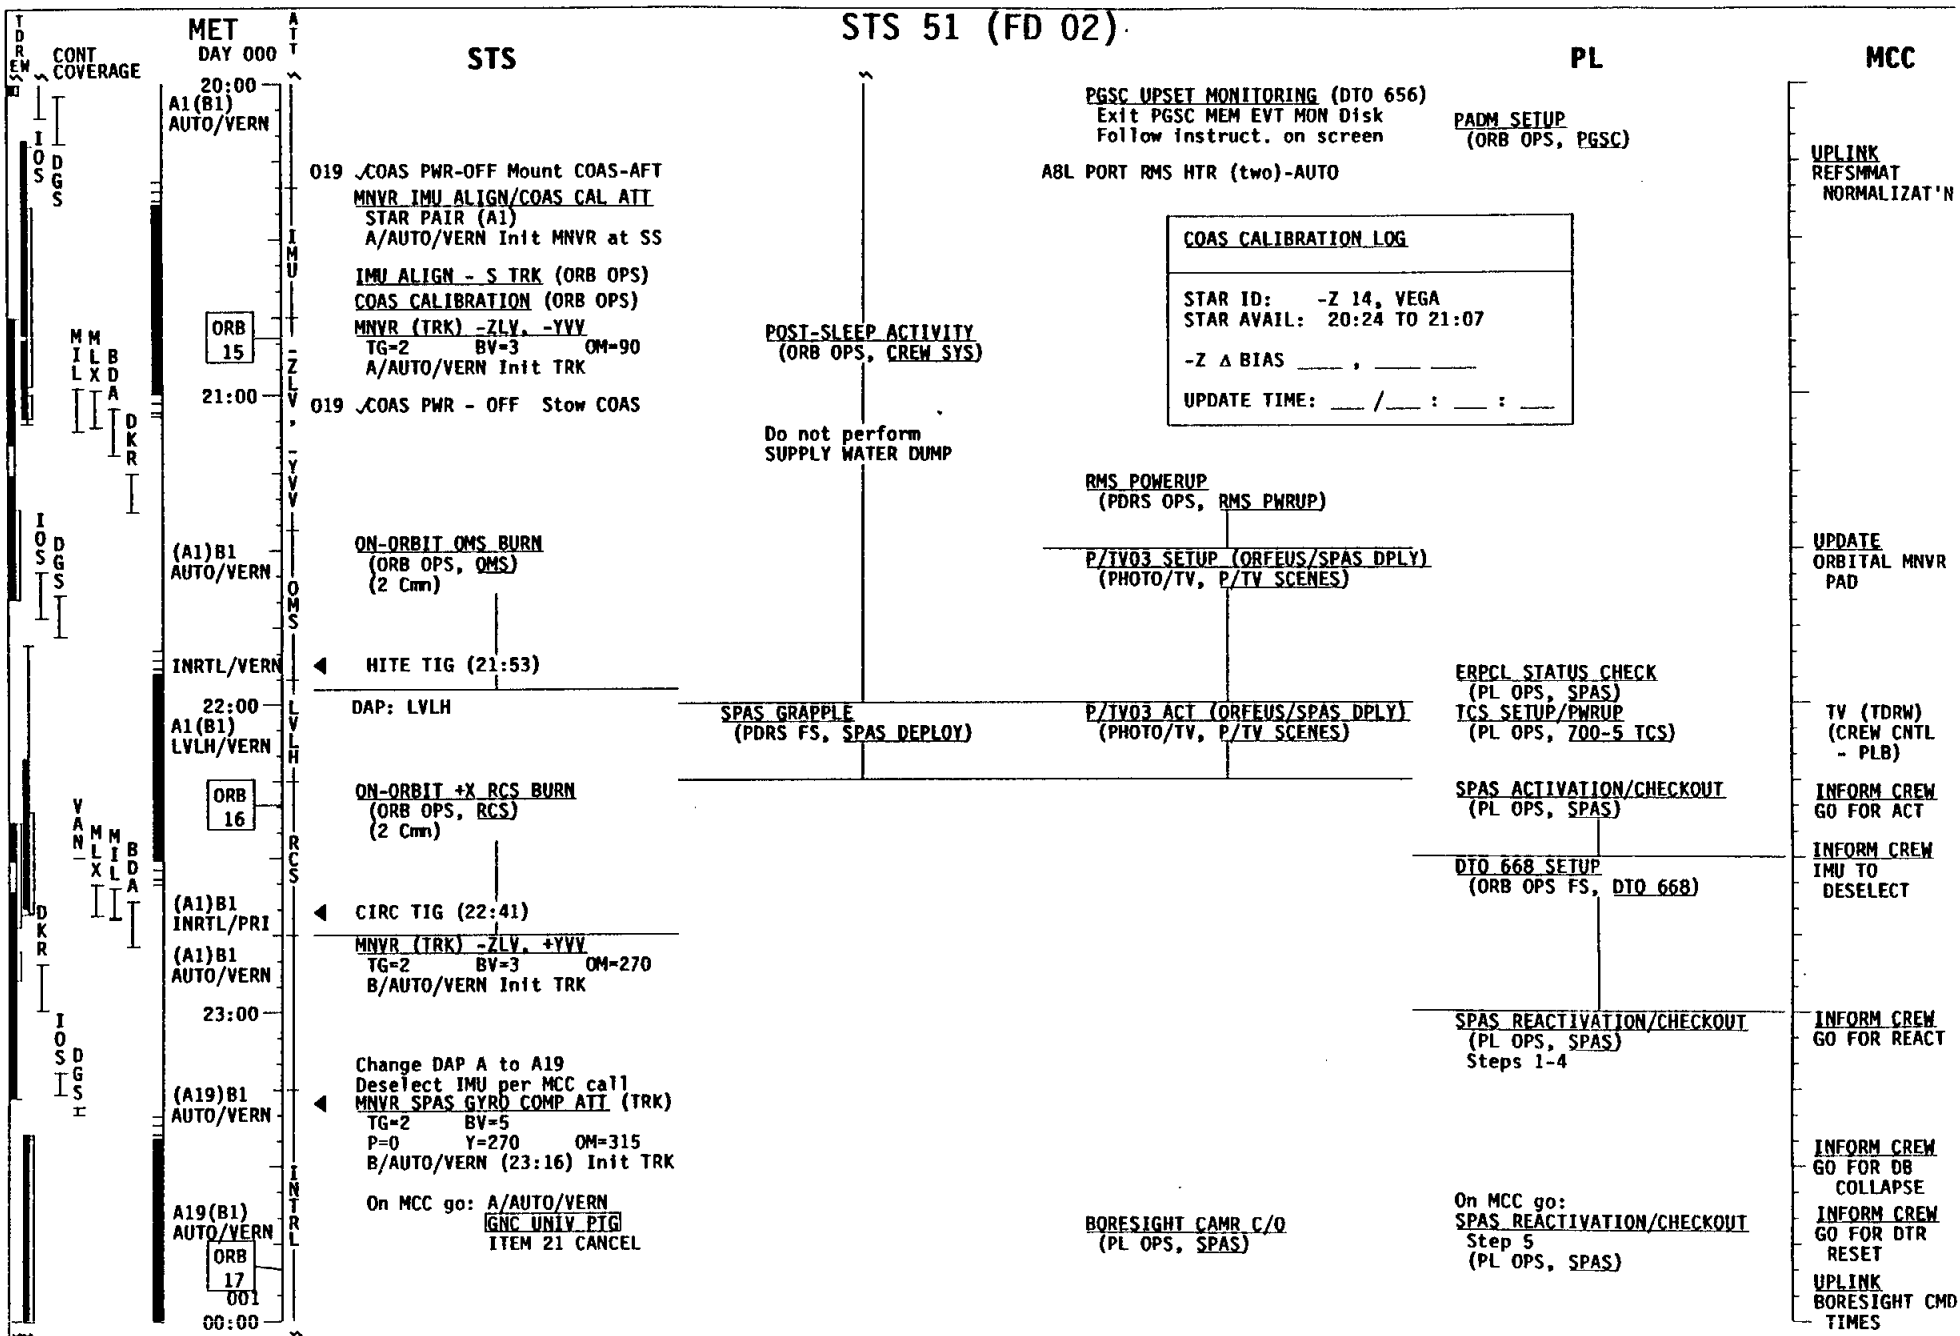 STS 51 (FD 02)
TDRS
EW
CONT
COVERAGE
MET
DAY 000
ATT
STS
PL
MCC
20:00
A1(B1)
AUTO/VERN
IOS
DGS
ORB
15
MIL
MLX
BDA
DKR
21:00
IOS
DGS
(A1)B1
AUTO/VERN
INRTL/VERN
22:00
A1(B1)
LVLH/VERN
ORB
16
VAN
MLX
MIL
BDA
DKR
(A1)B1
INRTL/PRI
(A1)B1
AUTO/VERN
23:00
IOS
DGS
(A19)B1
AUTO/VERN
A19(B1)
AUTO/VERN
ORB
17
001
00:00
IMU
-ZLV, -YVV
OMS
LVLH
RCS
INTRL
O19 √COAS PWR-OFF Mount COAS-AFT
MNVR IMU ALIGN/COAS CAL ATT
STAR PAIR (A1)
A/AUTO/VERN Init MNVR at SS
IMU ALIGN - S TRK (ORB OPS)
COAS CALIBRATION (ORB OPS)
MNVR (TRK) -ZLV, -YVV
TG=2 BV=3 OM=90
A/AUTO/VERN Init TRK
O19 √COAS PWR - OFF Stow COAS
ON-ORBIT OMS BURN
(ORB OPS, OMS)
(2 Cmn)
◀ HITE TIG (21:53)
DAP: LVLH
ON-ORBIT +X RCS BURN
(ORB OPS, RCS)
(2 Cmn)
◀ CIRC TIG (22:41)
MNVR (TRK) -ZLV, +YVV
TG=2 BV=3 OM=270
B/AUTO/VERN Init TRK
Change DAP A to A19
Deselect IMU per MCC call
◀ MNVR SPAS GYRO COMP ATT (TRK)
TG=2 BV=5
P=0 Y=270 OM=315
B/AUTO/VERN (23:16) Init TRK
On MCC go: A/AUTO/VERN
GNC UNIV PTG
ITEM 21 CANCEL
POST-SLEEP ACTIVITY
(ORB OPS, CREW SYS)
Do not perform
SUPPLY WATER DUMP
SPAS GRAPPLE
(PDRS FS, SPAS DEPLOY)
PGSC UPSET MONITORING (DTO 656)
Exit PGSC MEM EVT MON Disk
Follow instruct. on screen
A8L PORT RMS HTR (two)-AUTO
COAS CALIBRATION LOG
STAR ID: -Z 14, VEGA
STAR AVAIL: 20:24 TO 21:07
-Z Δ BIAS ___ , ___ ___
UPDATE TIME: __ /__ : __ : __
RMS POWERUP
(PDRS OPS, RMS PWRUP)
P/TV03 SETUP (ORFEUS/SPAS DPLY)
(PHOTO/TV, P/TV SCENES)
P/TV03 ACT (ORFEUS/SPAS DPLY)
(PHOTO/TV, P/TV SCENES)
BORESIGHT CAMR C/O
(PL OPS, SPAS)
PADM SETUP
(ORB OPS, PGSC)
ERPCL STATUS CHECK
(PL OPS, SPAS)
TCS SETUP/PWRUP
(PL OPS, 700-5 TCS)
SPAS ACTIVATION/CHECKOUT
(PL OPS, SPAS)
DTO 668 SETUP
(ORB OPS FS, DTO 668)
SPAS REACTIVATION/CHECKOUT
(PL OPS, SPAS)
Steps 1-4
On MCC go:
SPAS REACTIVATION/CHECKOUT
Step 5
(PL OPS, SPAS)
UPLINK
REFSMMAT
NORMALIZAT'N
UPDATE
ORBITAL MNVR
PAD
TV (TDRW)
(CREW CNTL
- PLB)
INFORM CREW
GO FOR ACT
INFORM CREW
IMU TO
DESELECT
INFORM CREW
GO FOR REACT
INFORM CREW
GO FOR DB
COLLAPSE
INFORM CREW
GO FOR DTR
RESET
UPLINK
BORESIGHT CMD
TIMES